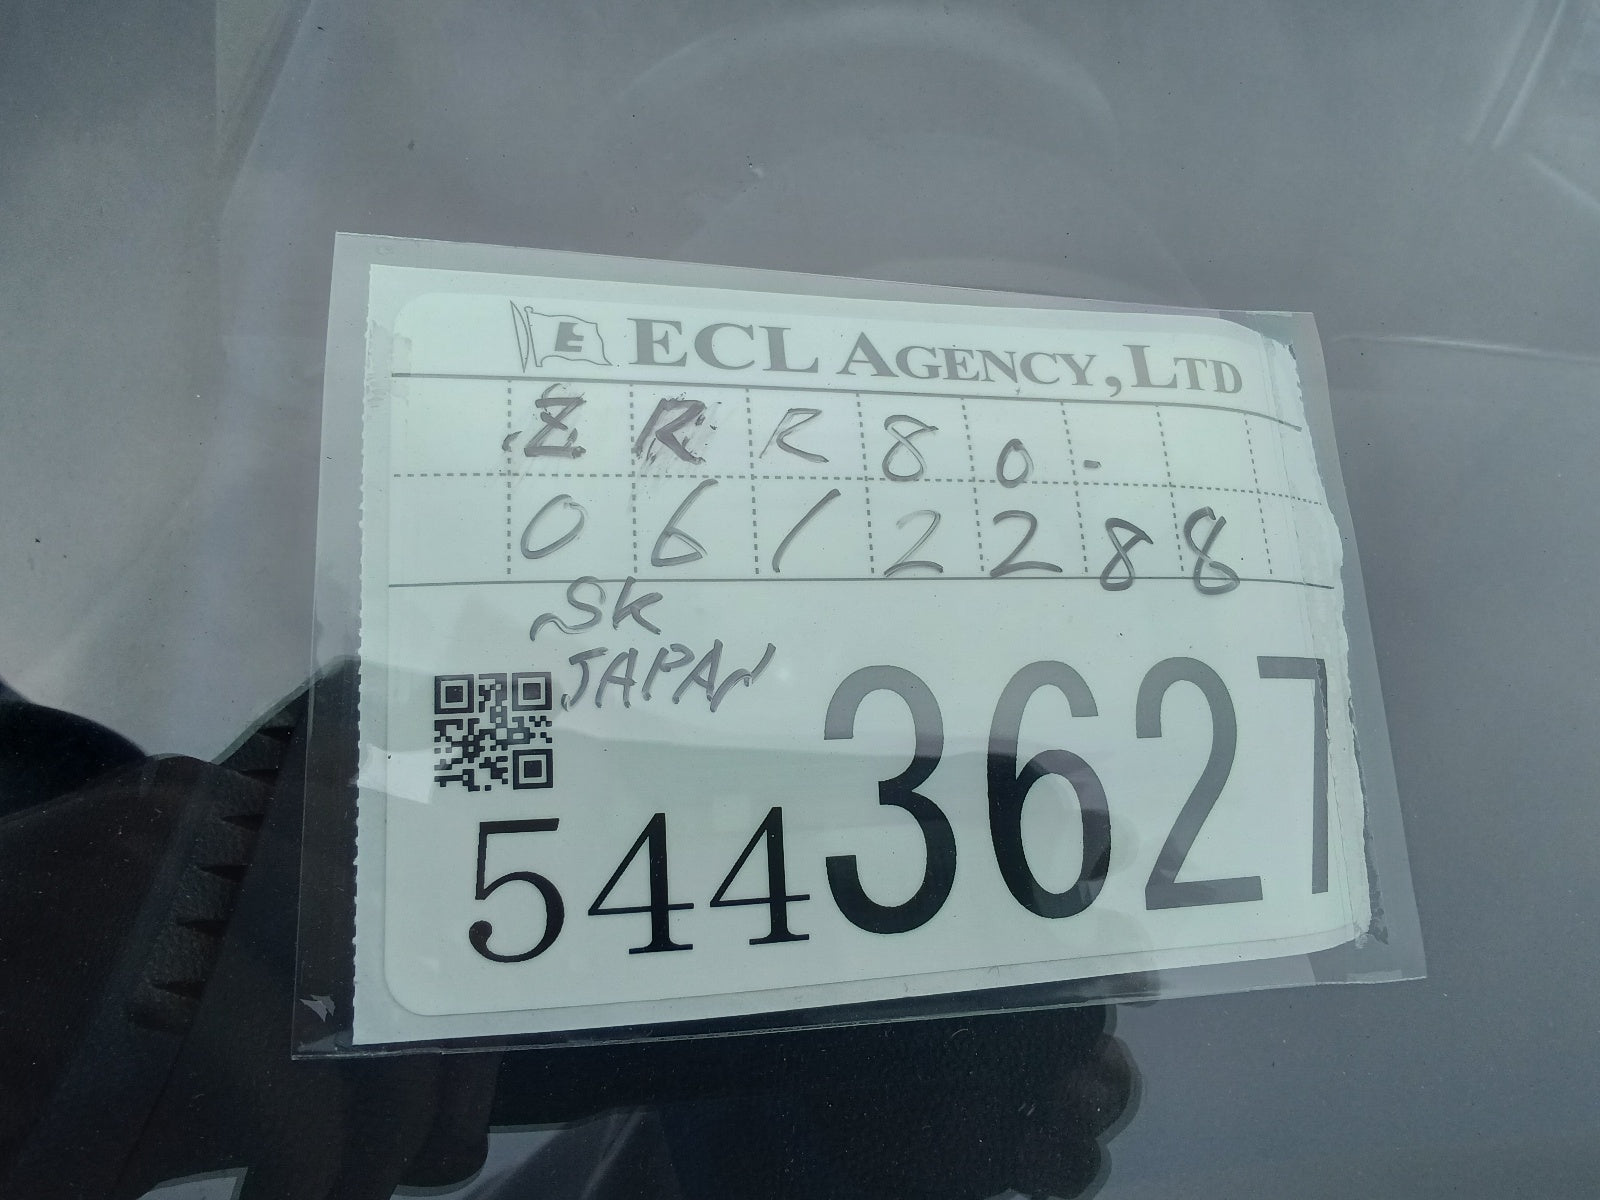 E ECL AGENCY, LTD
ZRR80-
0612288
SK
JAPAN
5443627